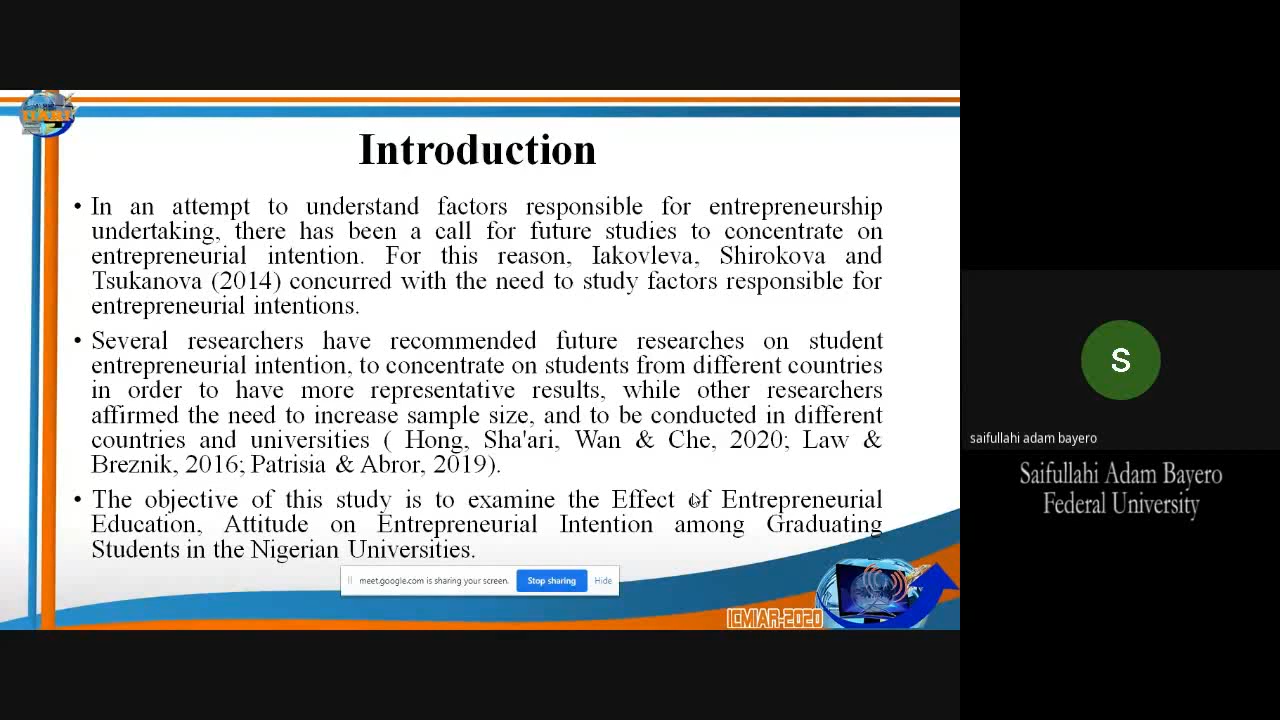 Introduction
• In an attempt to understand factors responsible for entrepreneurship
undertaking, there has been a call for future studies to concentrate on
entrepreneurial intention. For this reason, Iakovleva, Shirokova and
Tsukanova (2014) concurred with the need to study factors responsible for
entrepreneurial intentions.
• Several researchers have recommended future researches on student
entrepreneurial intention, to concentrate on students from different countries
in order to have more representative results, while other researchers
affirmed the need to increase sample size, and to be conducted in different
countries and universities ( Hong, Sha'ari, Wan & Che, 2020; Law &
Breznik, 2016; Patrisia & Abror, 2019).
• The objective of this study is to examine the Effect of Entrepreneurial
Education, Attitude on Entrepreneurial Intention among Graduating
Students in the Nigerian Universities.
meet.google.com is sharing your screen. Stop sharing Hide
ICMIAR-2020
S
saifullahi adam bayero
Saifullahi Adam Bayero
Federal University